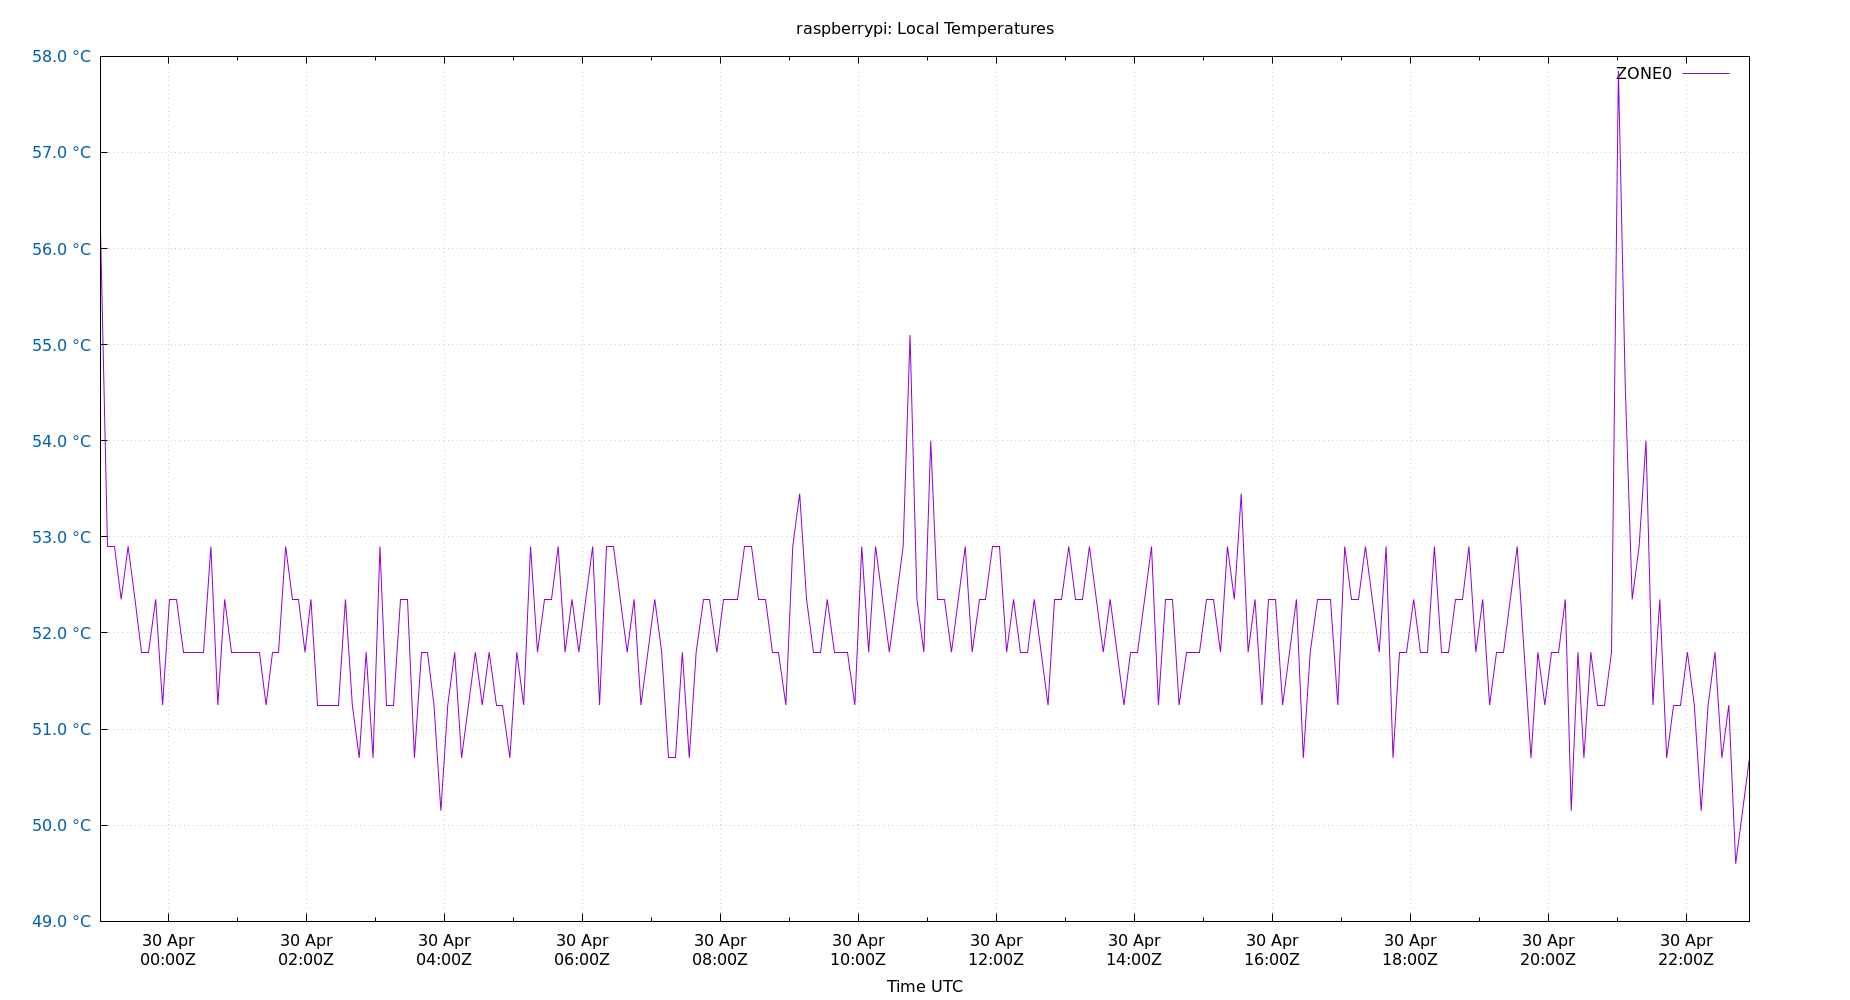 raspberrypi: Local Temperatures
58.0 °C
ZONE0
57.0 °C
56.0 °C
55.0 °C
54.0 °C
53.0 °C
52.0 °C
51.0 °C
50.0 °C
49.0 °C
30 Apr 30 Apr 30 Apr 30 Apr 30 Apr 30 Apr 30 Apr 30 Apr 30 Apr 30 Apr 30 Apr 30 Apr
00:00Z 02:00Z 04:00Z 06:00Z 08:00Z 10:00Z 12:00Z 14:00Z 16:00Z 18:00Z 20:00Z 22:00Z
Time UTC